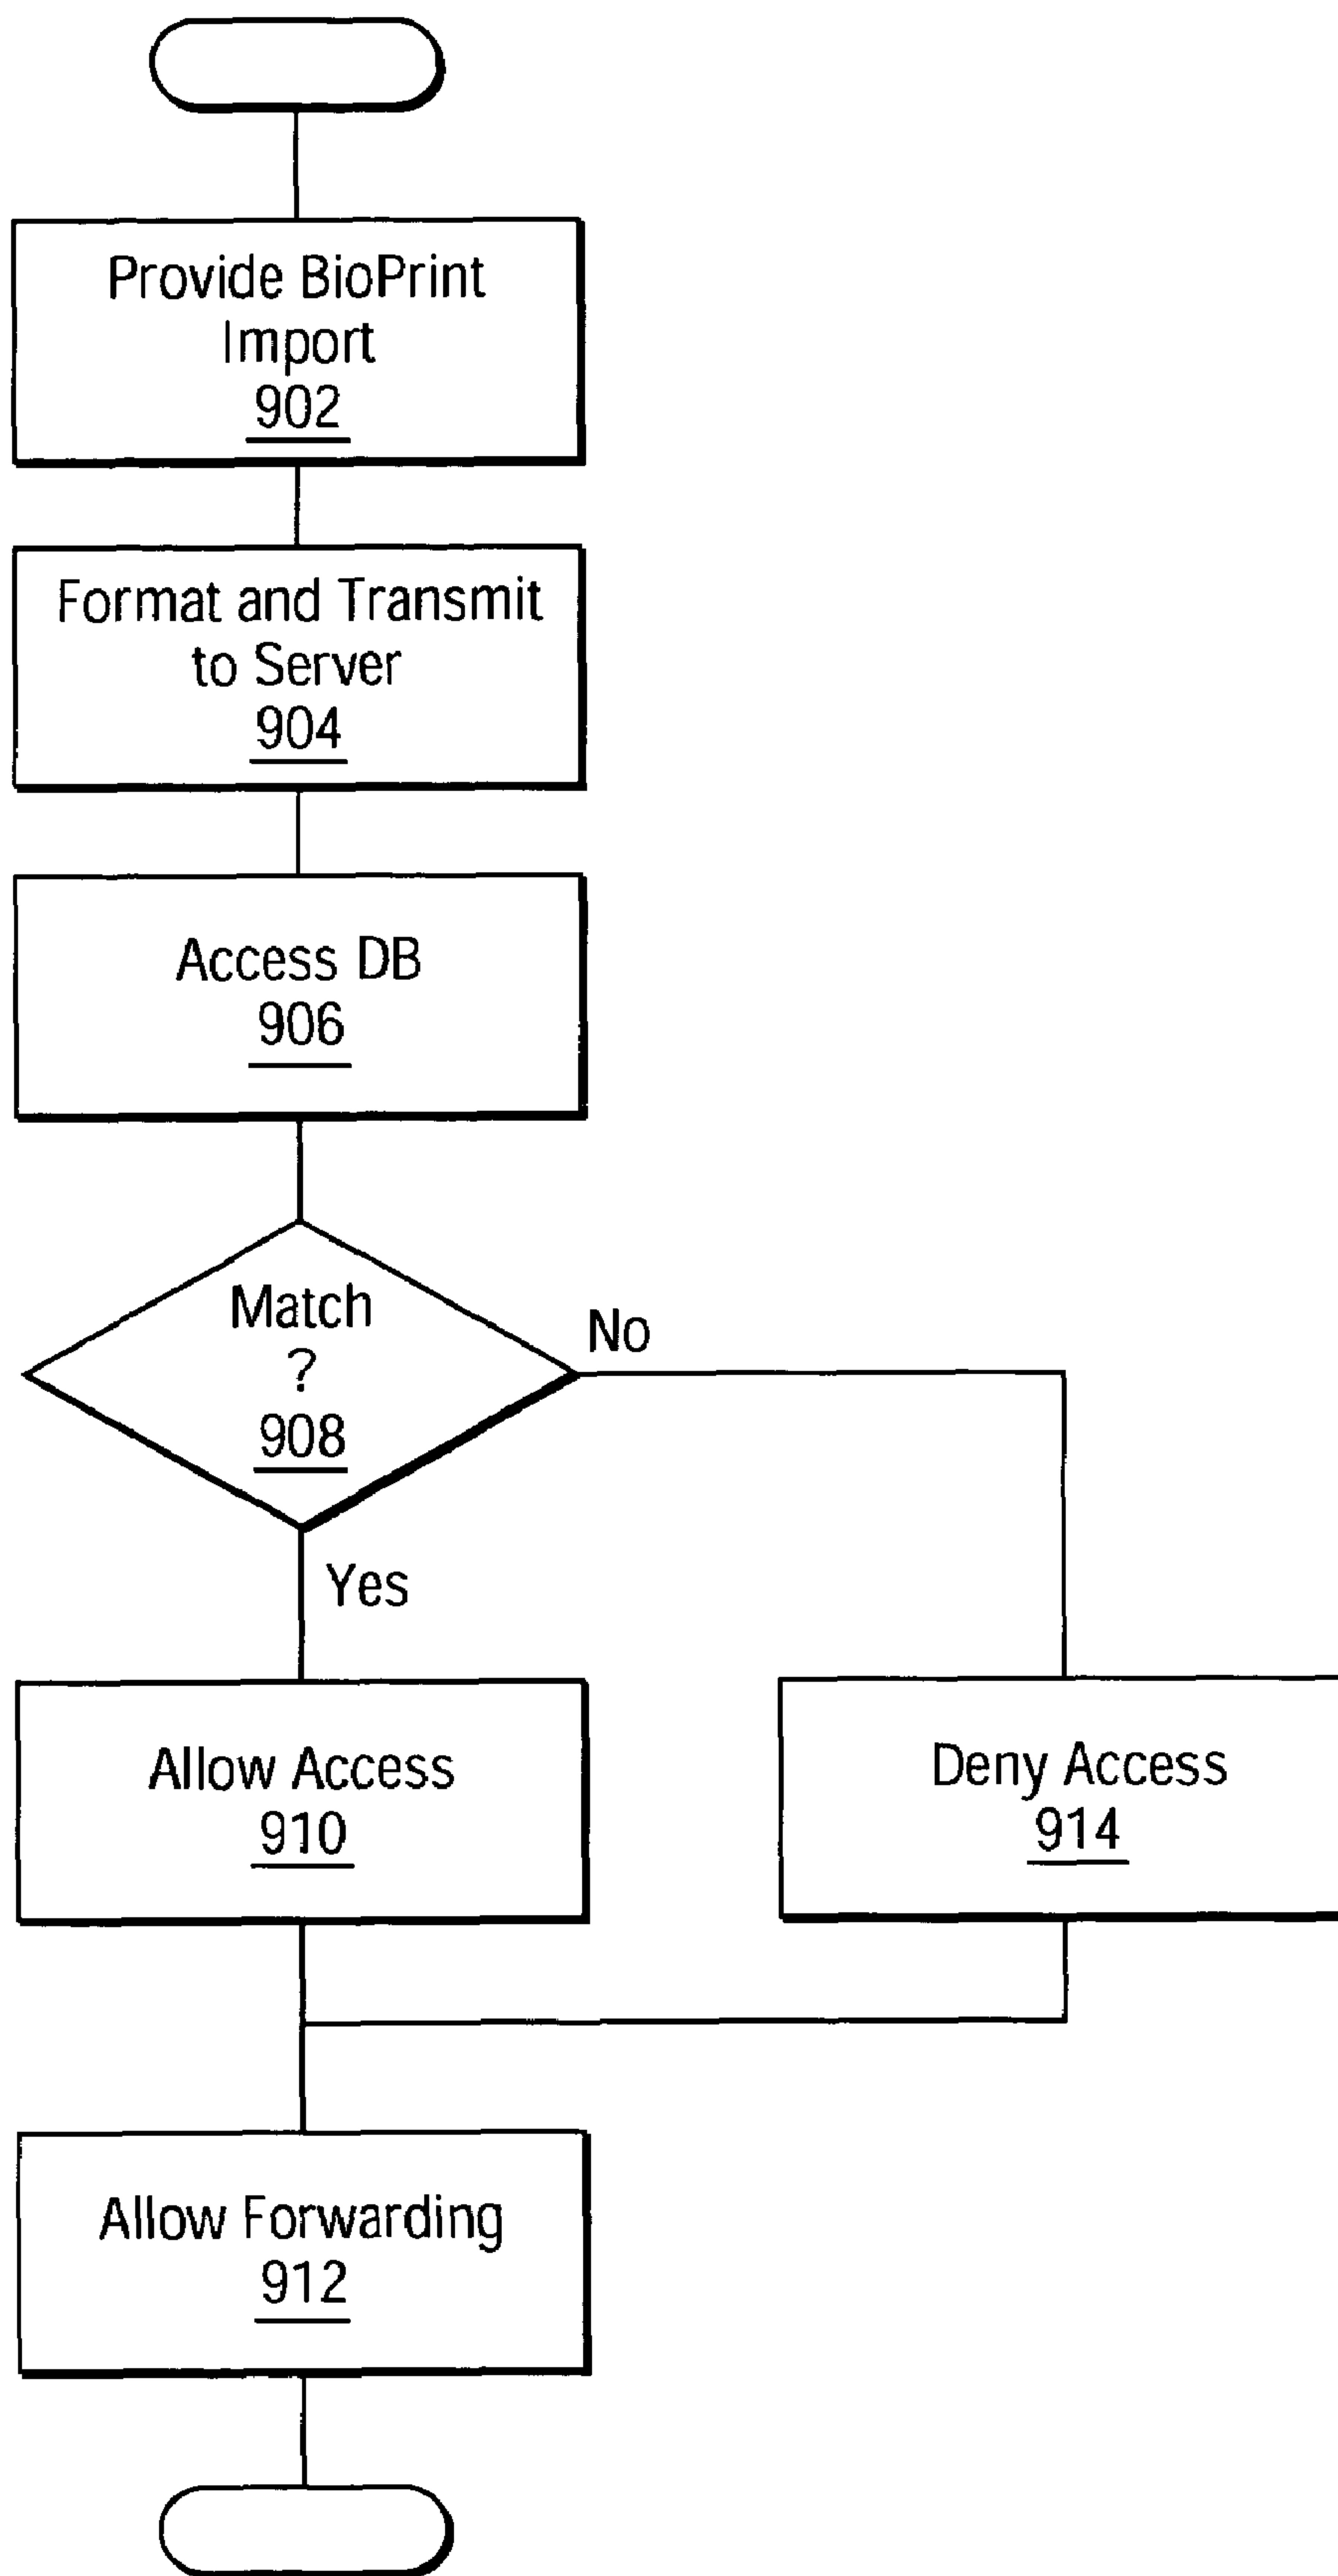 Provide BioPrint
Import
902
Format and Transmit
to Server
904
Access DB
906
Match
?
908
No
Yes
Allow Access
910
Deny Access
914
Allow Forwarding
912